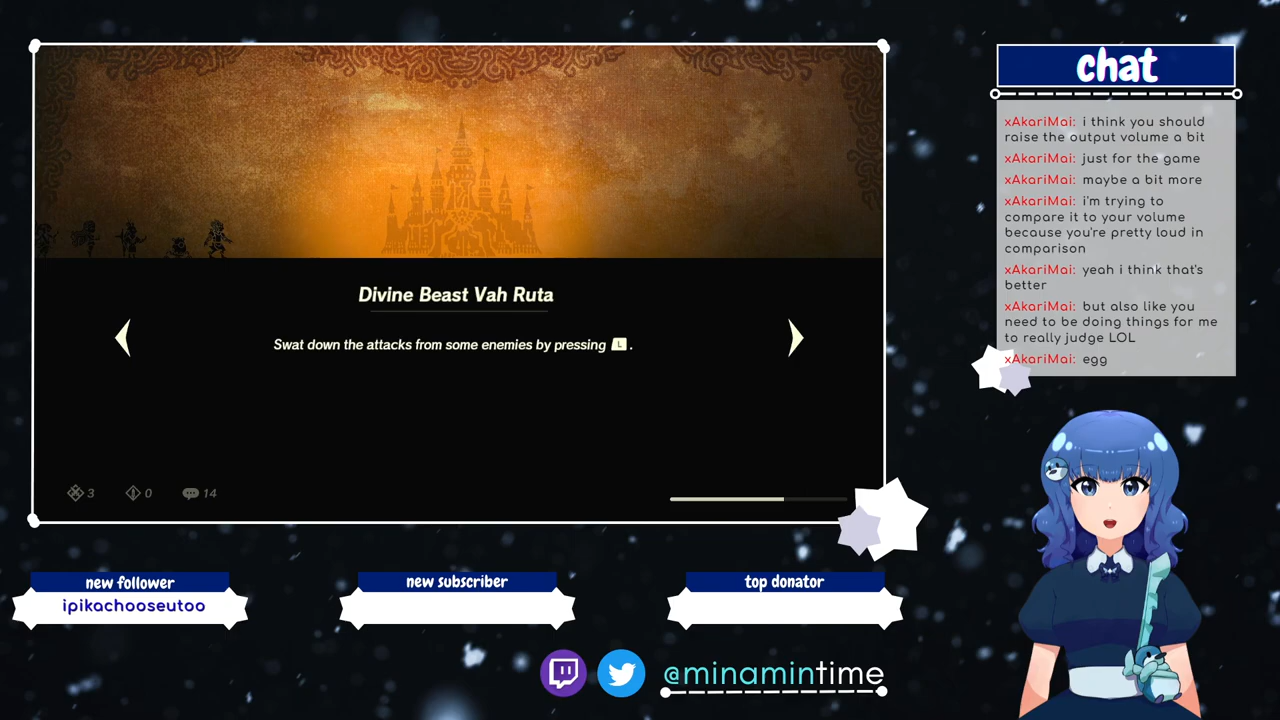 chat
xAkariMai: i think you should
raise the output volume a bit
xAkariMai: just for the game
xAkariMai: maybe a bit more
xAkariMai: i'm trying to
compare it to your volume
because you're pretty loud in
comparison
xAkariMai: yeah i think that's
better
xAkariMai: but also like you
need to be doing things for me
to really judge LOL
xAkariMai: egg
Divine Beast Vah Ruta
Swat down the attacks from some enemies by pressing L .
3 0 14
new follower
ipikachooseutoo
new subscriber
top donator
@minamintime